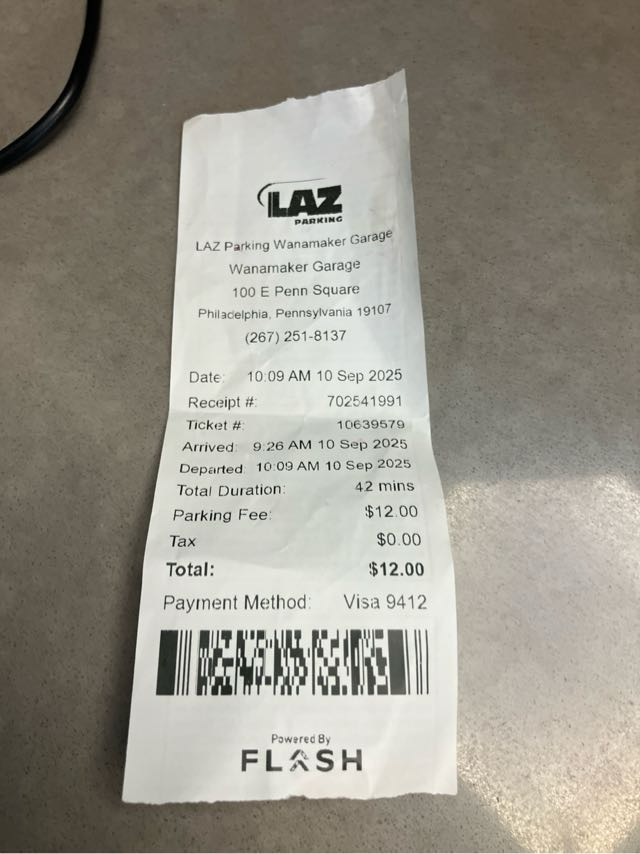 LAZ
PARKING
LAZ Parking Wanamaker Garage
Wanamaker Garage
100 E Penn Square
Philadelphia, Pennsylvania 19107
(267) 251-8137
Date: 10:09 AM 10 Sep 2025
Receipt #: 702541991
Ticket #: 10639579
Arrived: 9:26 AM 10 Sep 2025
Departed: 10:09 AM 10 Sep 2025
Total Duration: 42 mins
Parking Fee: $12.00
Tax $0.00
Total: $12.00
Payment Method: Visa 9412
Powered By
FLASH